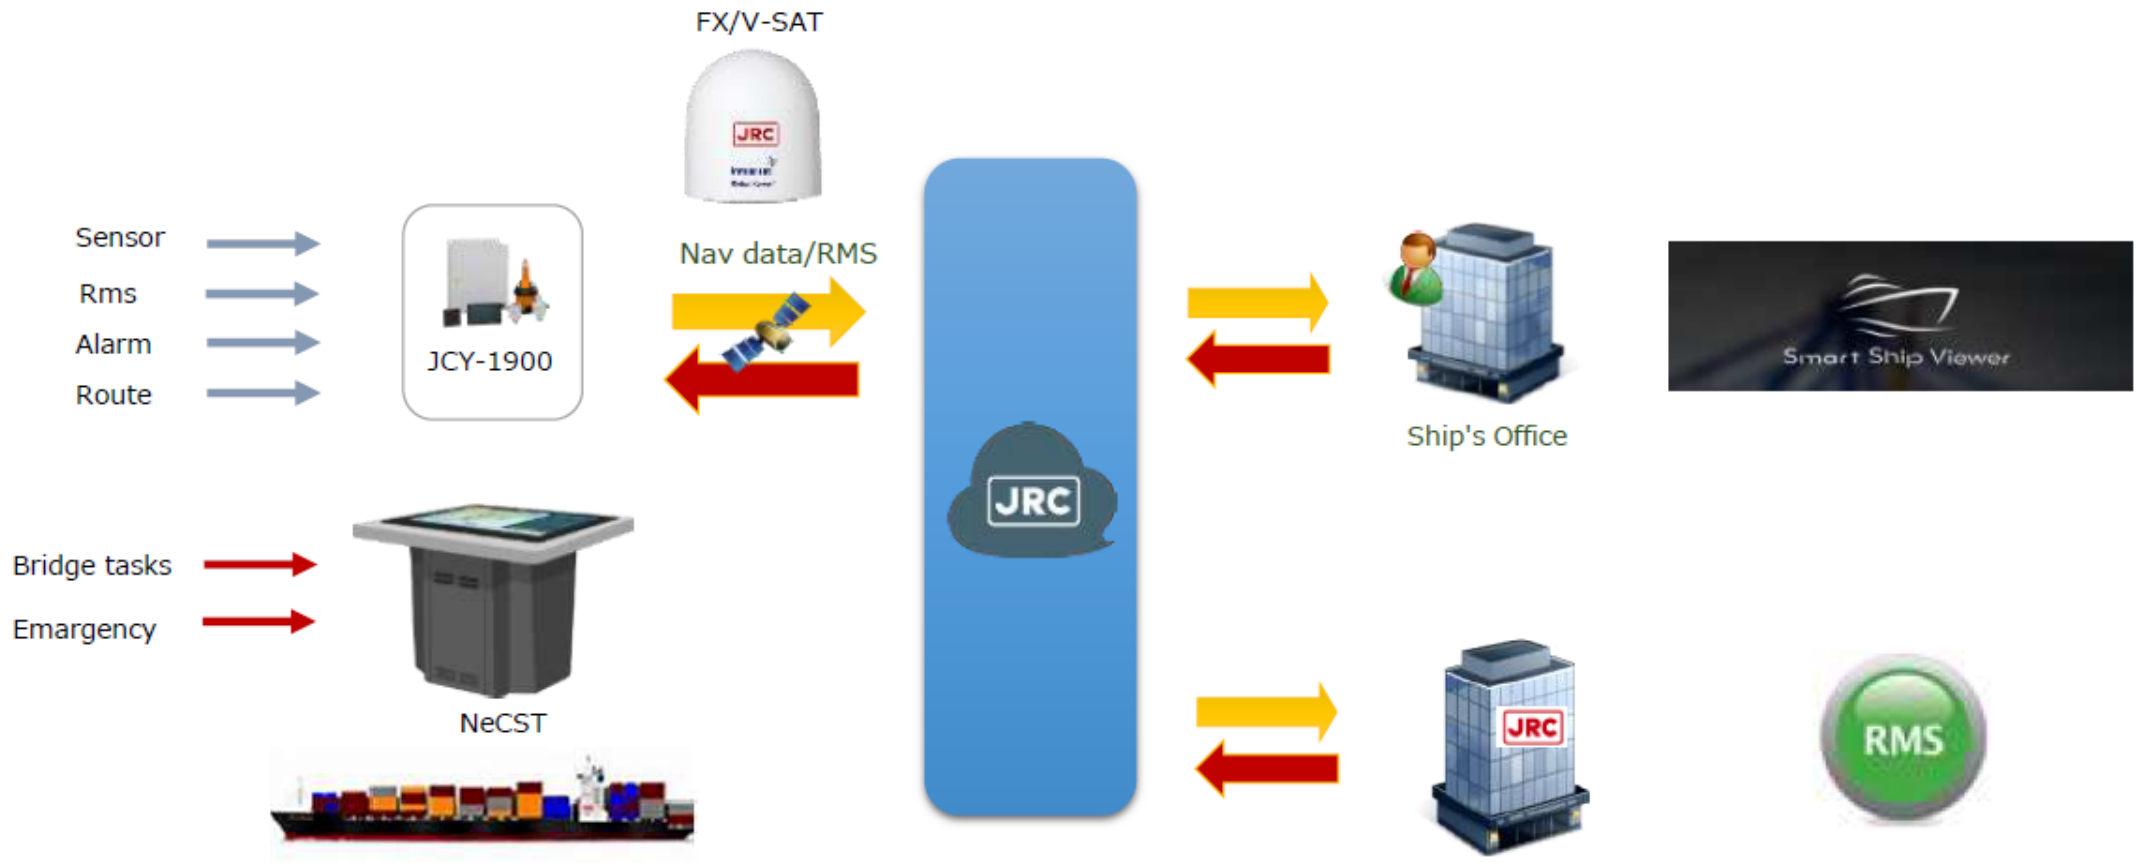 FX/V-SAT
JRC
Nav data/RMS
Sensor
Rms
Alarm
Route
JCY-1900
Bridge tasks
Emargency
NeCST
JRC
Ship's Office
Smart Ship Viewer
JRC
RMS